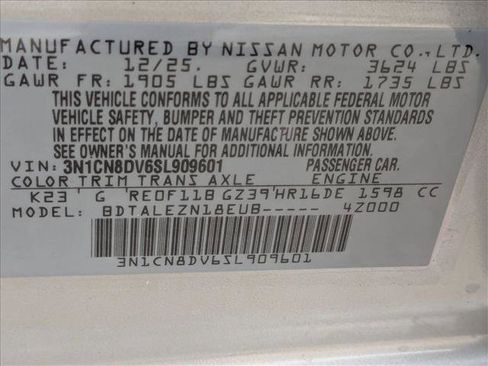 MANUFACTURED BY NISSAN MOTOR CO., LTD.
DATE: 12/25. GVWR: 3624 LBS
GAWR FR: 1905 LBS GAWR RR: 1735 LBS
THIS VEHICLE CONFORMS TO ALL APPLICABLE FEDERAL MOTOR
VEHICLE SAFETY, BUMPER AND THEFT PREVENTION STANDARDS
IN EFFECT ON THE DATE OF MANUFACTURE SHOWN ABOVE.
SEE OWNER'S MANUAL FOR ADDITIONAL INFORMATION.
VIN: 3N1CN8DV6SL909601 PASSENGER CAR.
COLOR TRIM TRANS AXLE ENGINE
K23 G RE0F11B GZ39 HR16DE 1598 CC
MODEL: BDTALEZN18EUB----- 4Z000
3N1CN8DV6SL909601